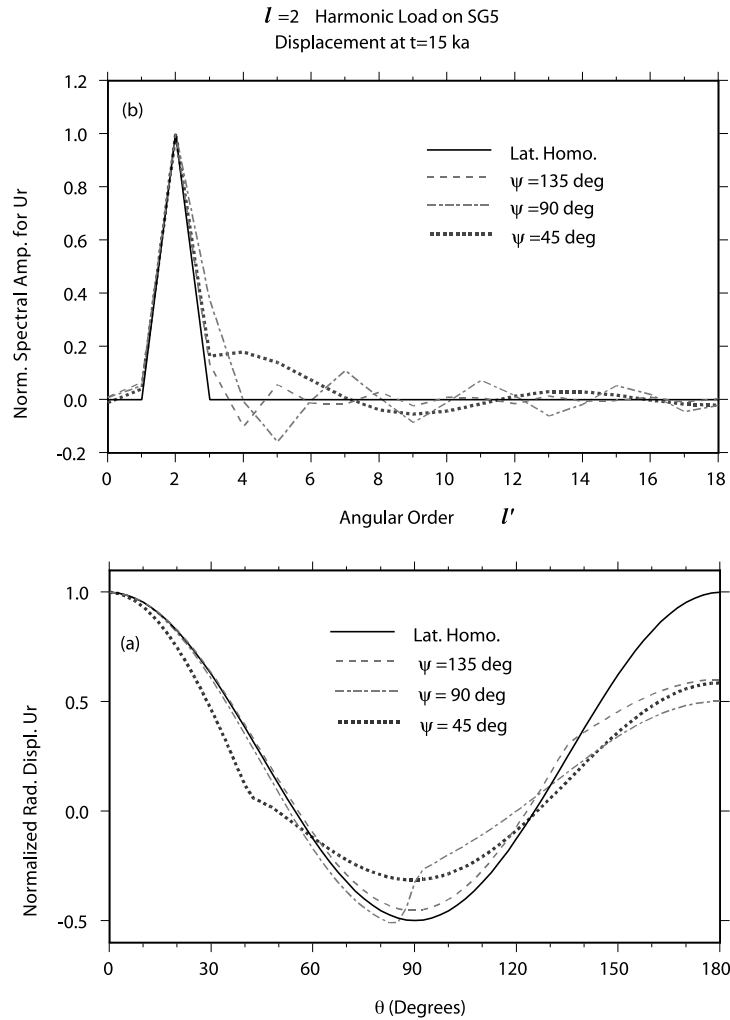 l =2 Harmonic Load on SG5
Displacement at t=15 ka
1.2
1.0
0.8
0.6
0.4
0.2
0.0
-0.2
Norm. Spectral Amp. for Ur
(b)
Lat. Homo.
ψ =135 deg
ψ =90 deg
ψ =45 deg
0 2 4 6 8 10 12 14 16 18
Angular Order l'
1.0
0.5
0.0
-0.5
Normalized Rad. Displ. Ur
(a)
Lat. Homo.
ψ =135 deg
ψ = 90 deg
ψ = 45 deg
0 30 60 90 120 150 180
θ (Degrees)